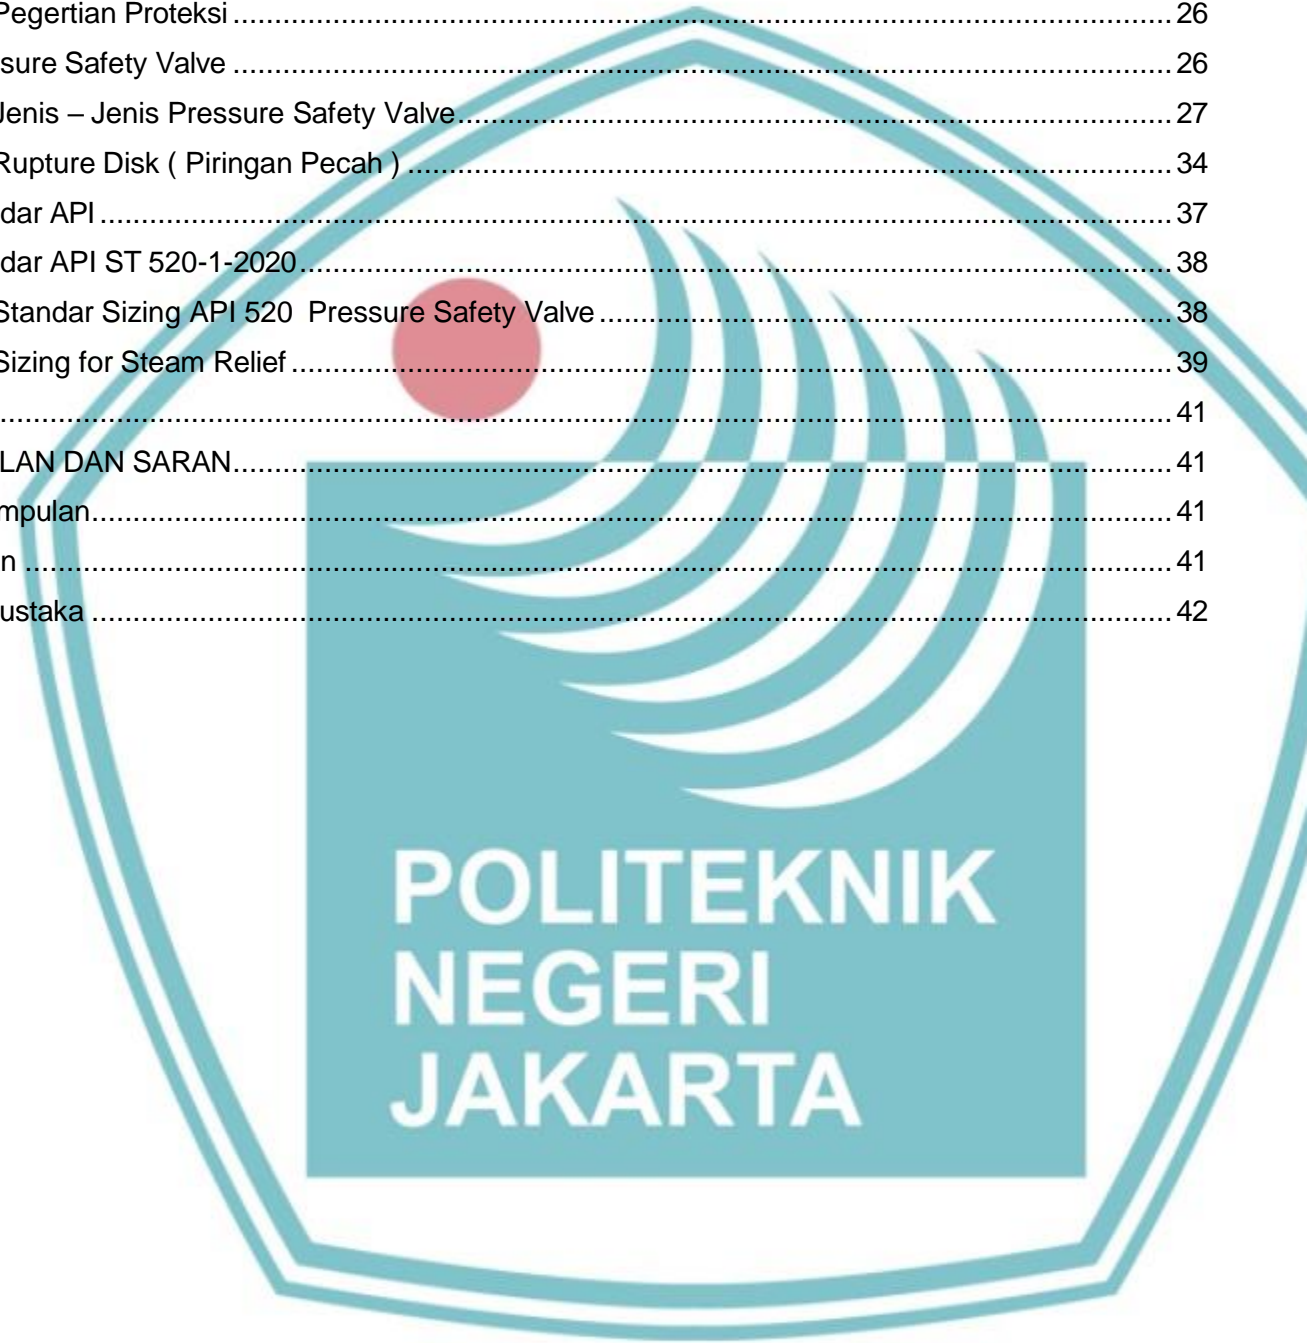 Pegertian Proteksi ........................................................................................................................ 26
sure Safety Valve ........................................................................................................................ 26
Jenis – Jenis Pressure Safety Valve ........................................................................................................................ 27
Rupture Disk ( Piringan Pecah ) ........................................................................................................................ 34
dar API ........................................................................................................................ 37
dar API ST 520-1-2020 ........................................................................................................................ 38
Standar Sizing API 520 Pressure Safety Valve ........................................................................................................................ 38
Sizing for Steam Relief ........................................................................................................................ 39
........................................................................................................................ 41
LAN DAN SARAN ........................................................................................................................ 41
mpulan ........................................................................................................................ 41
n ........................................................................................................................ 41
ustaka ........................................................................................................................ 42
POLITEKNIK
NEGERI
JAKARTA